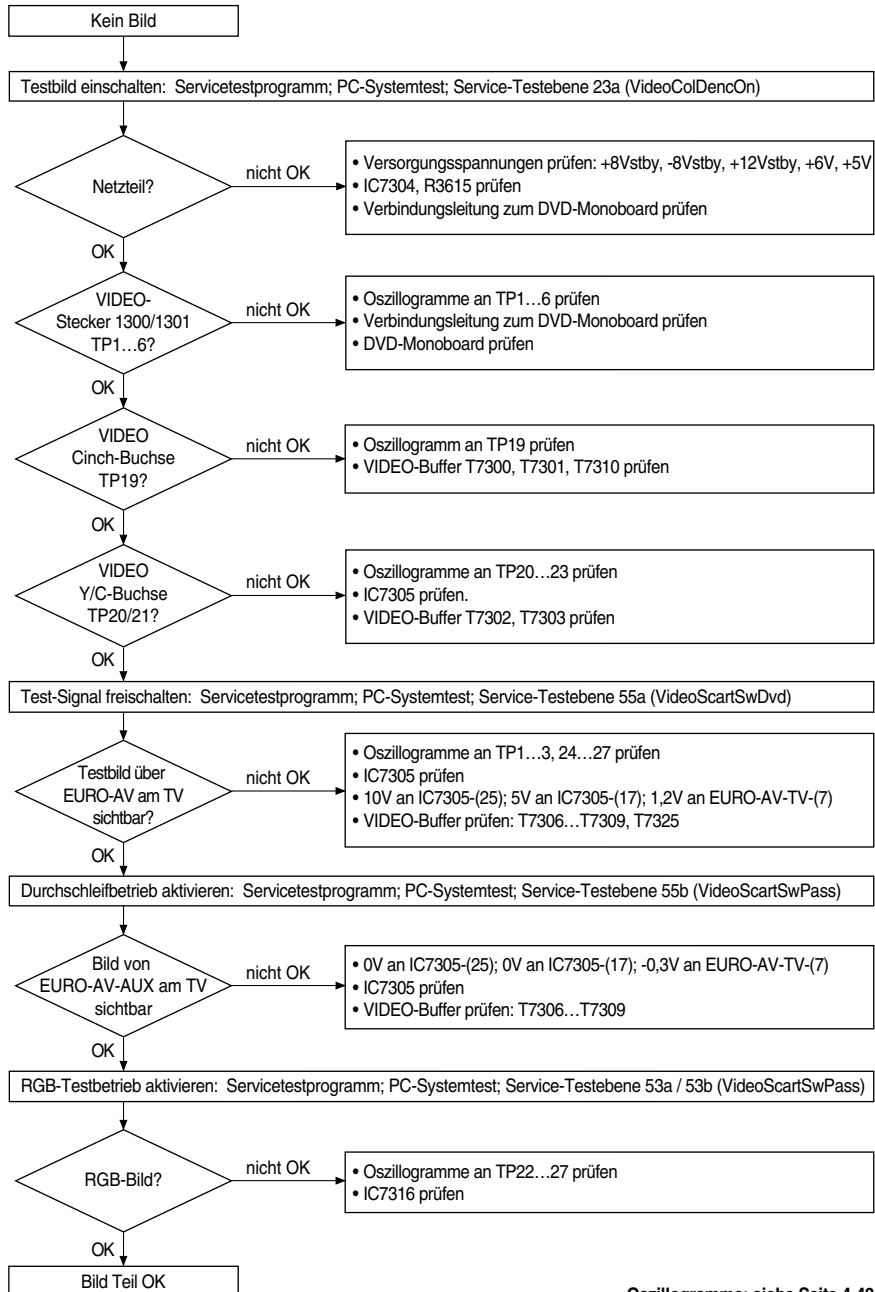 Kein Bild
Testbild einschalten: Servicetestprogramm; PC-Systemtest; Service-Testebene 23a (VideoColDencOn)
Netzteil?
nicht OK
• Versorgungsspannungen prüfen: +8Vstby, -8Vstby, +12Vstby, +6V, +5V
• IC7304, R3615 prüfen
• Verbindungsleitung zum DVD-Monoboard prüfen
OK
VIDEO-
Stecker 1300/1301
TP1…6?
nicht OK
• Oszillogramme an TP1…6 prüfen
• Verbindungsleitung zum DVD-Monoboard prüfen
• DVD-Monoboard prüfen
OK
VIDEO
Cinch-Buchse
TP19?
nicht OK
• Oszillogramm an TP19 prüfen
• VIDEO-Buffer T7300, T7301, T7310 prüfen
OK
VIDEO
Y/C-Buchse
TP20/21?
nicht OK
• Oszillogramme an TP20…23 prüfen
• IC7305 prüfen.
• VIDEO-Buffer T7302, T7303 prüfen
OK
Test-Signal freischalten: Servicetestprogramm; PC-Systemtest; Service-Testebene 55a (VideoScartSwDvd)
Testbild über
EURO-AV am TV
sichtbar?
nicht OK
• Oszillogramme an TP1…3, 24…27 prüfen
• IC7305 prüfen
• 10V an IC7305-(25); 5V an IC7305-(17); 1,2V an EURO-AV-TV-(7)
• VIDEO-Buffer prüfen: T7306…T7309, T7325
OK
Durchschleifbetrieb aktivieren: Servicetestprogramm; PC-Systemtest; Service-Testebene 55b (VideoScartSwPass)
Bild von
EURO-AV-AUX am TV
sichtbar
nicht OK
• 0V an IC7305-(25); 0V an IC7305-(17); -0,3V an EURO-AV-TV-(7)
• IC7305 prüfen
• VIDEO-Buffer prüfen: T7306…T7309
OK
RGB-Testbetrieb aktivieren: Servicetestprogramm; PC-Systemtest; Service-Testebene 53a / 53b (VideoScartSwPass)
RGB-Bild?
nicht OK
• Oszillogramme an TP22…27 prüfen
• IC7316 prüfen
OK
Bild Teil OK